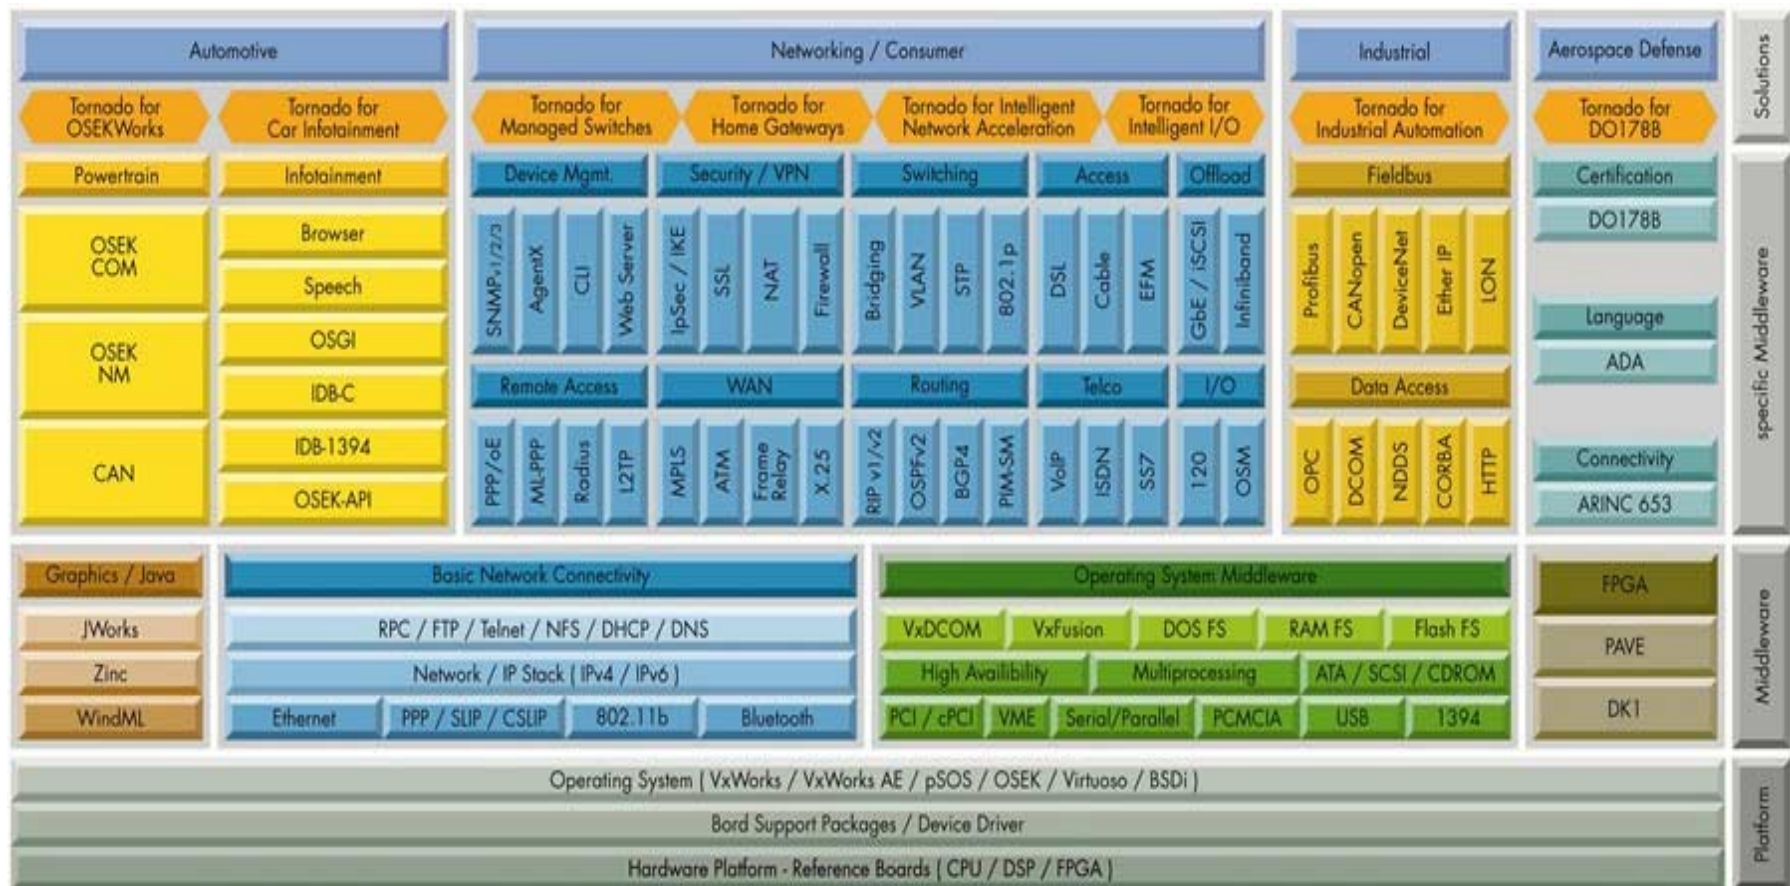 Automotive
Networking / Consumer
Industrial
Aerospace Defense
Solutions
Tornado for
OSEKWorks
Tornado for
Car Infotainment
Tornado for
Managed Switches
Tornado for
Home Gateways
Tornado for Intelligent
Network Acceleration
Tornado for
Intelligent I/O
Tornado for
Industrial Automation
Tornado for
DO178B
Powertrain
Infotainment
Device Mgmt.
Security / VPN
Switching
Access
Offload
Fieldbus
Certification
specific Middleware
OSEK
COM
OSEK
NM
CAN
Browser
Speech
OSGI
IDB-C
IDB-1394
OSEK-API
SNMPv1/2/3
AgentX
CLI
Web Server
IpSec / IKE
SSL
NAT
Firewall
Bridging
VLAN
STP
802.1p
DSL
Cable
EFM
GbE / iSCSI
Infiniband
Profibus
CANopen
DeviceNet
Ether IP
LON
DO178B
Language
ADA
Remote Access
WAN
Routing
Telco
I/O
Data Access
PPP/oE
ML-PPP
Radius
L2TP
MPLS
ATM
Frame
Relay
X.25
RIP v1/v2
OSPFv2
BGP4
PIM-SM
VoIP
ISDN
SS7
120
OSM
OPC
DCOM
NDDS
CORBA
HTTP
Connectivity
ARINC 653
Graphics / Java
JWorks
Zinc
WindML
Basic Network Connectivity
RPC / FTP / Telnet / NFS / DHCP / DNS
Network / IP Stack ( IPv4 / IPv6 )
Ethernet
PPP / SLIP / CSLIP
802.11b
Bluetooth
Operating System Middleware
VxDCOM
VxFusion
DOS FS
RAM FS
Flash FS
High Availibility
Multiprocessing
ATA / SCSI / CDROM
PCI / cPCI
VME
Serial/Parallel
PCMCIA
USB
1394
FPGA
PAVE
DK1
Middleware
Operating System ( VxWorks / VxWorks AE / pSOS / OSEK / Virtuoso / BSDi )
Bord Support Packages / Device Driver
Hardware Platform - Reference Boards ( CPU / DSP / FPGA )
Platform